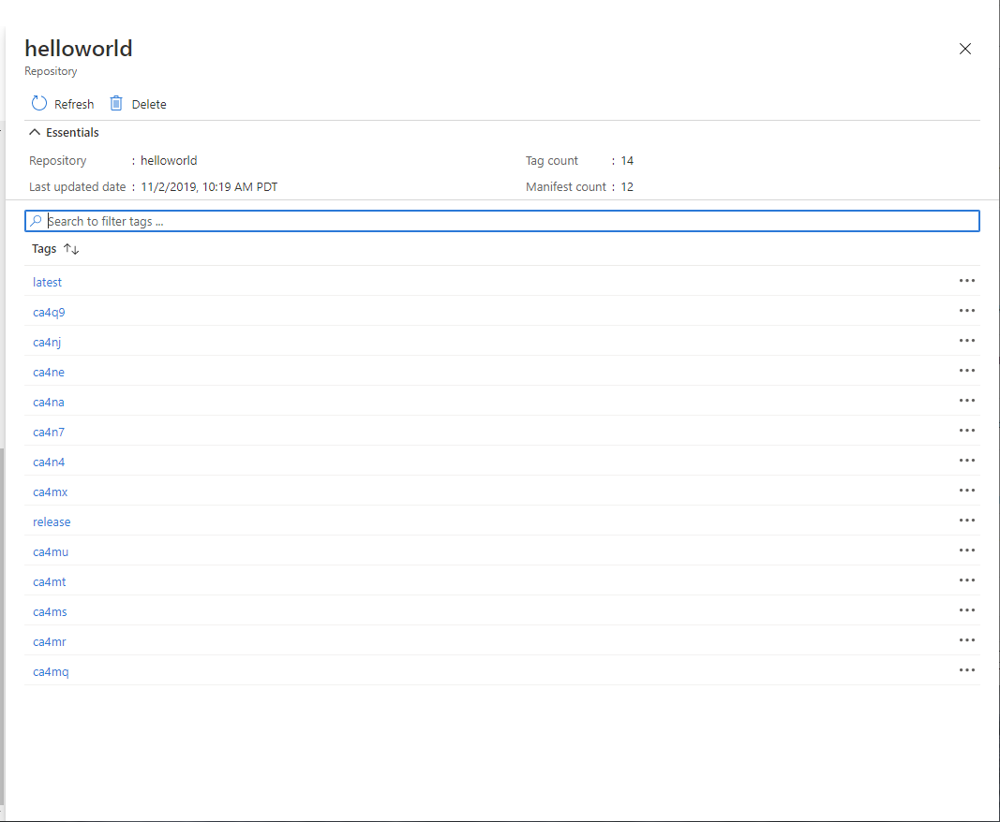 helloworld
Repository
Refresh Delete
Essentials
Repository : helloworld Tag count : 14
Last updated date : 11/2/2019, 10:19 AM PDT Manifest count : 12
Search to filter tags ...
Tags
latest
ca4q9
ca4nj
ca4ne
ca4na
ca4n7
ca4n4
ca4mx
release
ca4mu
ca4mt
ca4ms
ca4mr
ca4mq